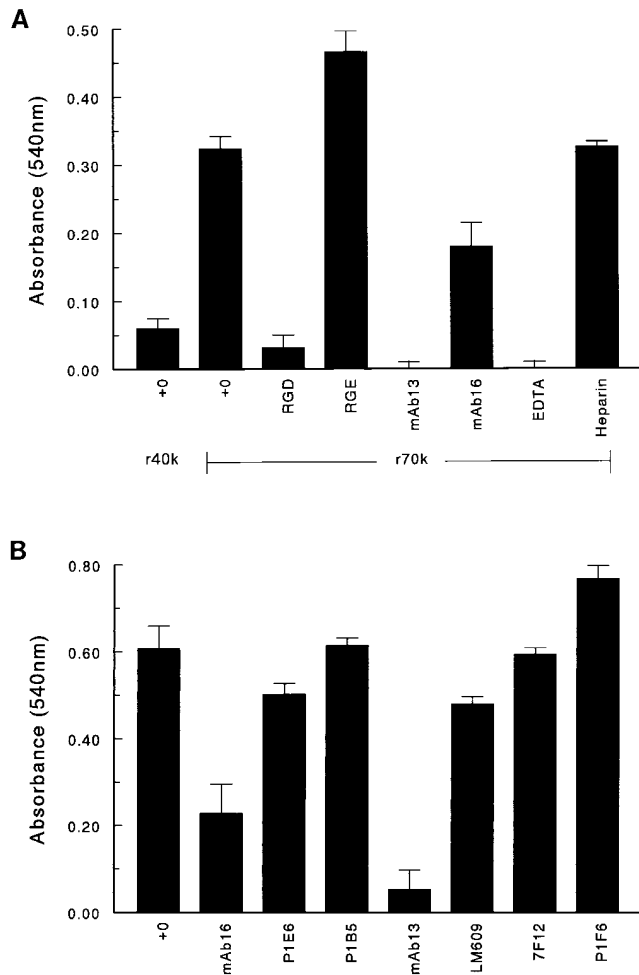 A
Absorbance (540nm)
0.50
0.40
0.30
0.20
0.10
0.00
+0
+0
RGD
RGE
mAb13
mAb16
EDTA
Heparin
r40k
r70k
B
Absorbance (540nm)
0.80
0.60
0.40
0.20
0.00
+0
mAb16
P1E6
P1B5
mAb13
LM609
7F12
P1F6